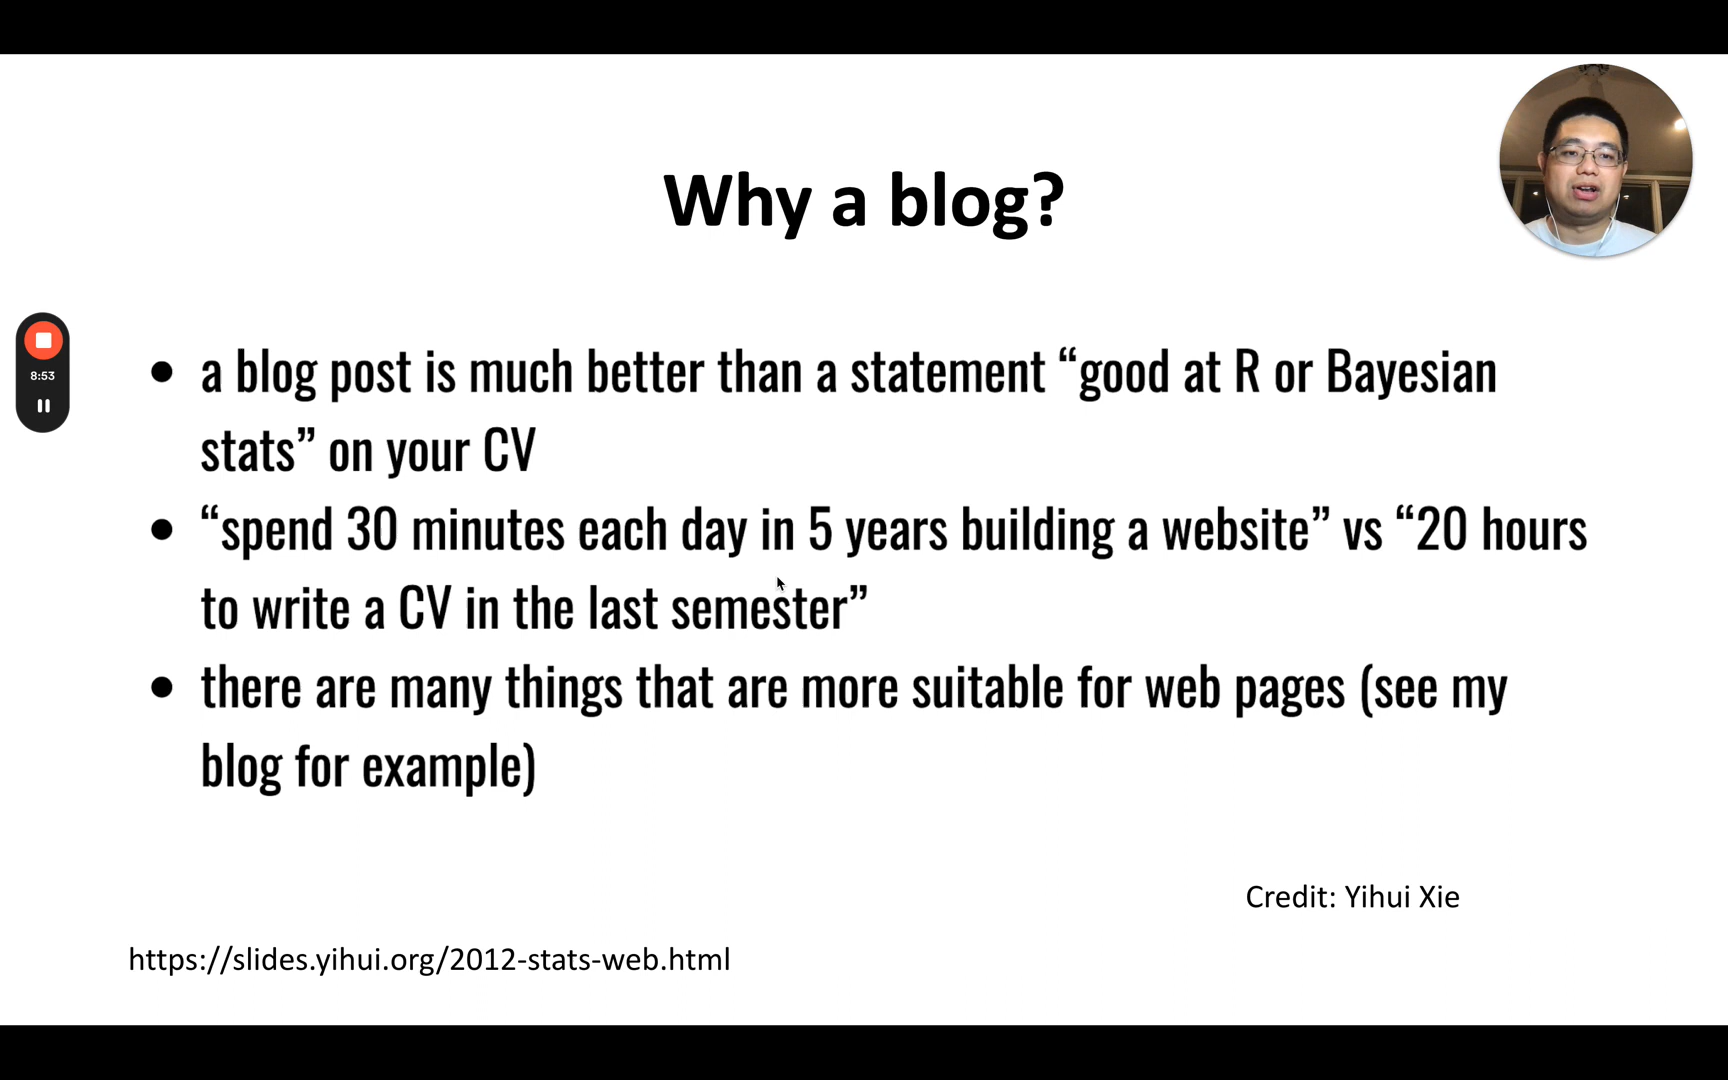 Why a blog?
8:53
a blog post is much better than a statement “good at R or Bayesian
stats” on your CV
“spend 30 minutes each day in 5 years building a website” vs “20 hours
to write a CV in the last semester”
there are many things that are more suitable for web pages (see my
blog for example)
Credit: Yihui Xie
https://slides.yihui.org/2012-stats-web.html